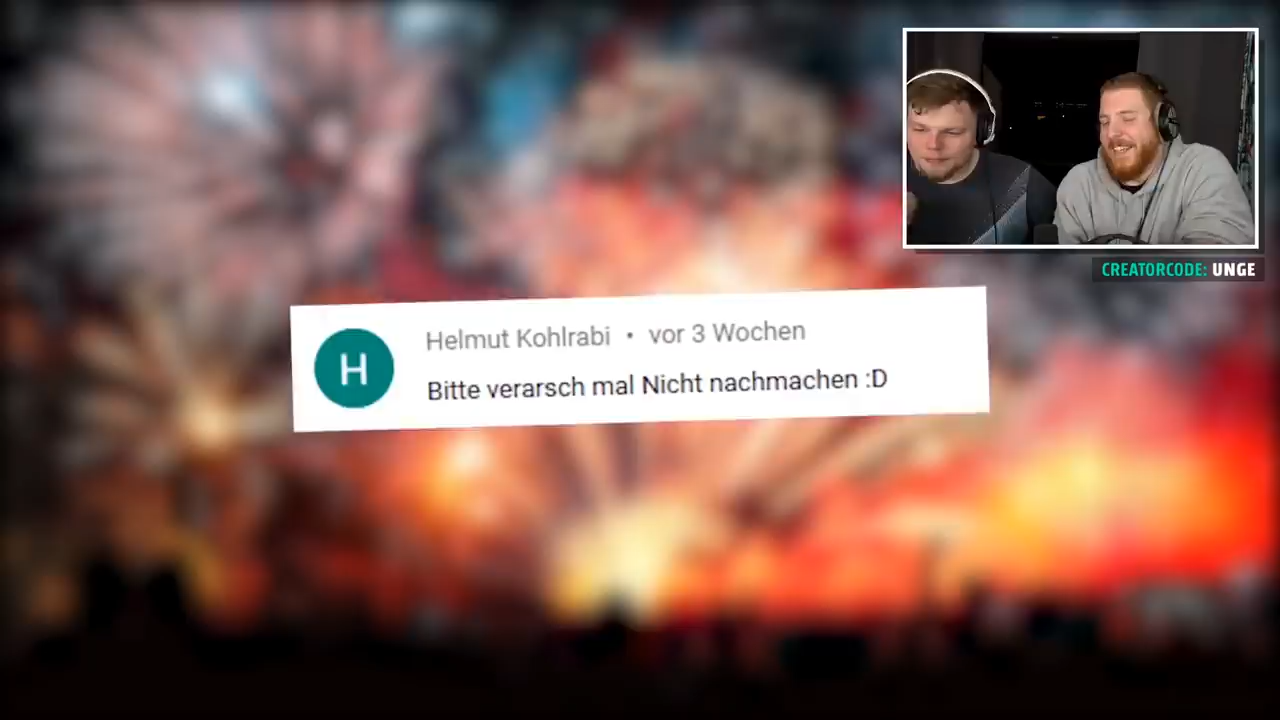 CREATORCODE: UNGE
H
Helmut Kohlrabi • vor 3 Wochen
Bitte verarsch mal Nicht nachmachen :D